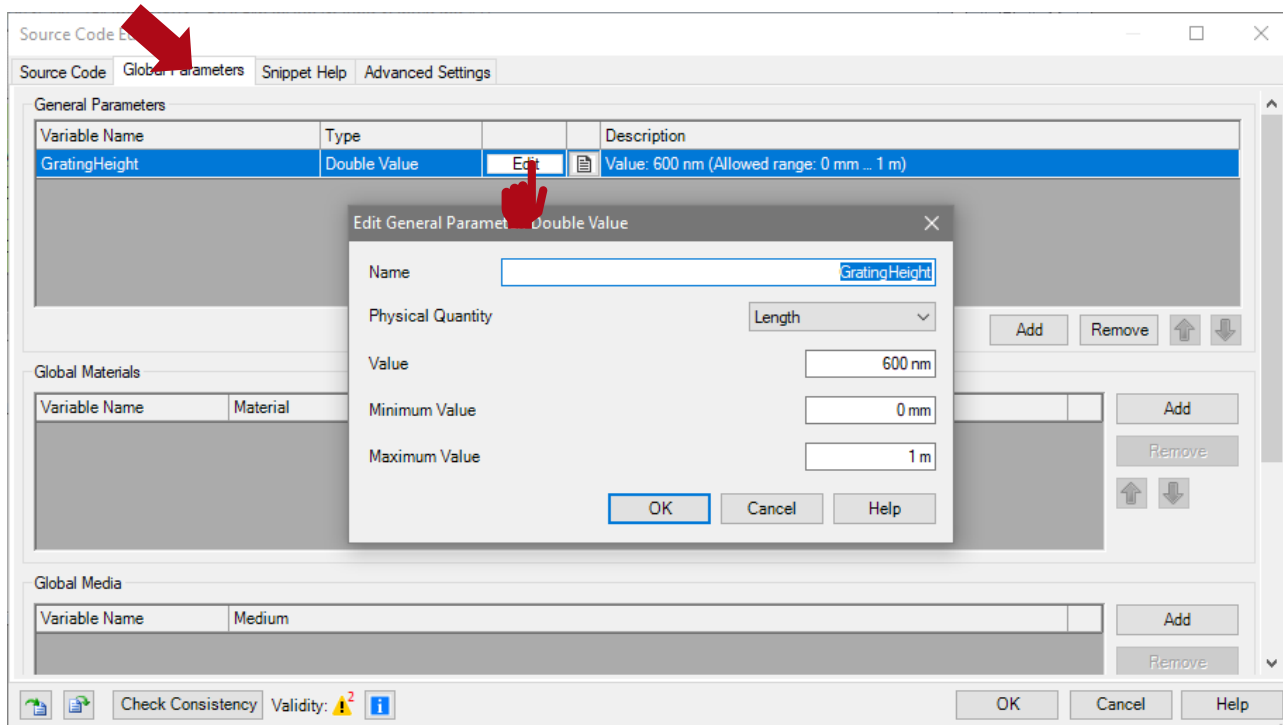 Source Code E
Source Code Global Parameters Snippet Help Advanced Settings
General Parameters
Variable Name Type Description
GratingHeight Double Value Edit Value: 600 nm (Allowed range: 0 mm ... 1 m)
Edit General Parameter Double Value
Name GratingHeight
Physical Quantity Length
Value 600 nm
Minimum Value 0 mm
Maximum Value 1 m
OK Cancel Help
Add Remove
Global Materials
Variable Name Material
Add
Remove
Global Media
Variable Name Medium
Add
Remove
Check Consistency Validity: 2
OK Cancel Help